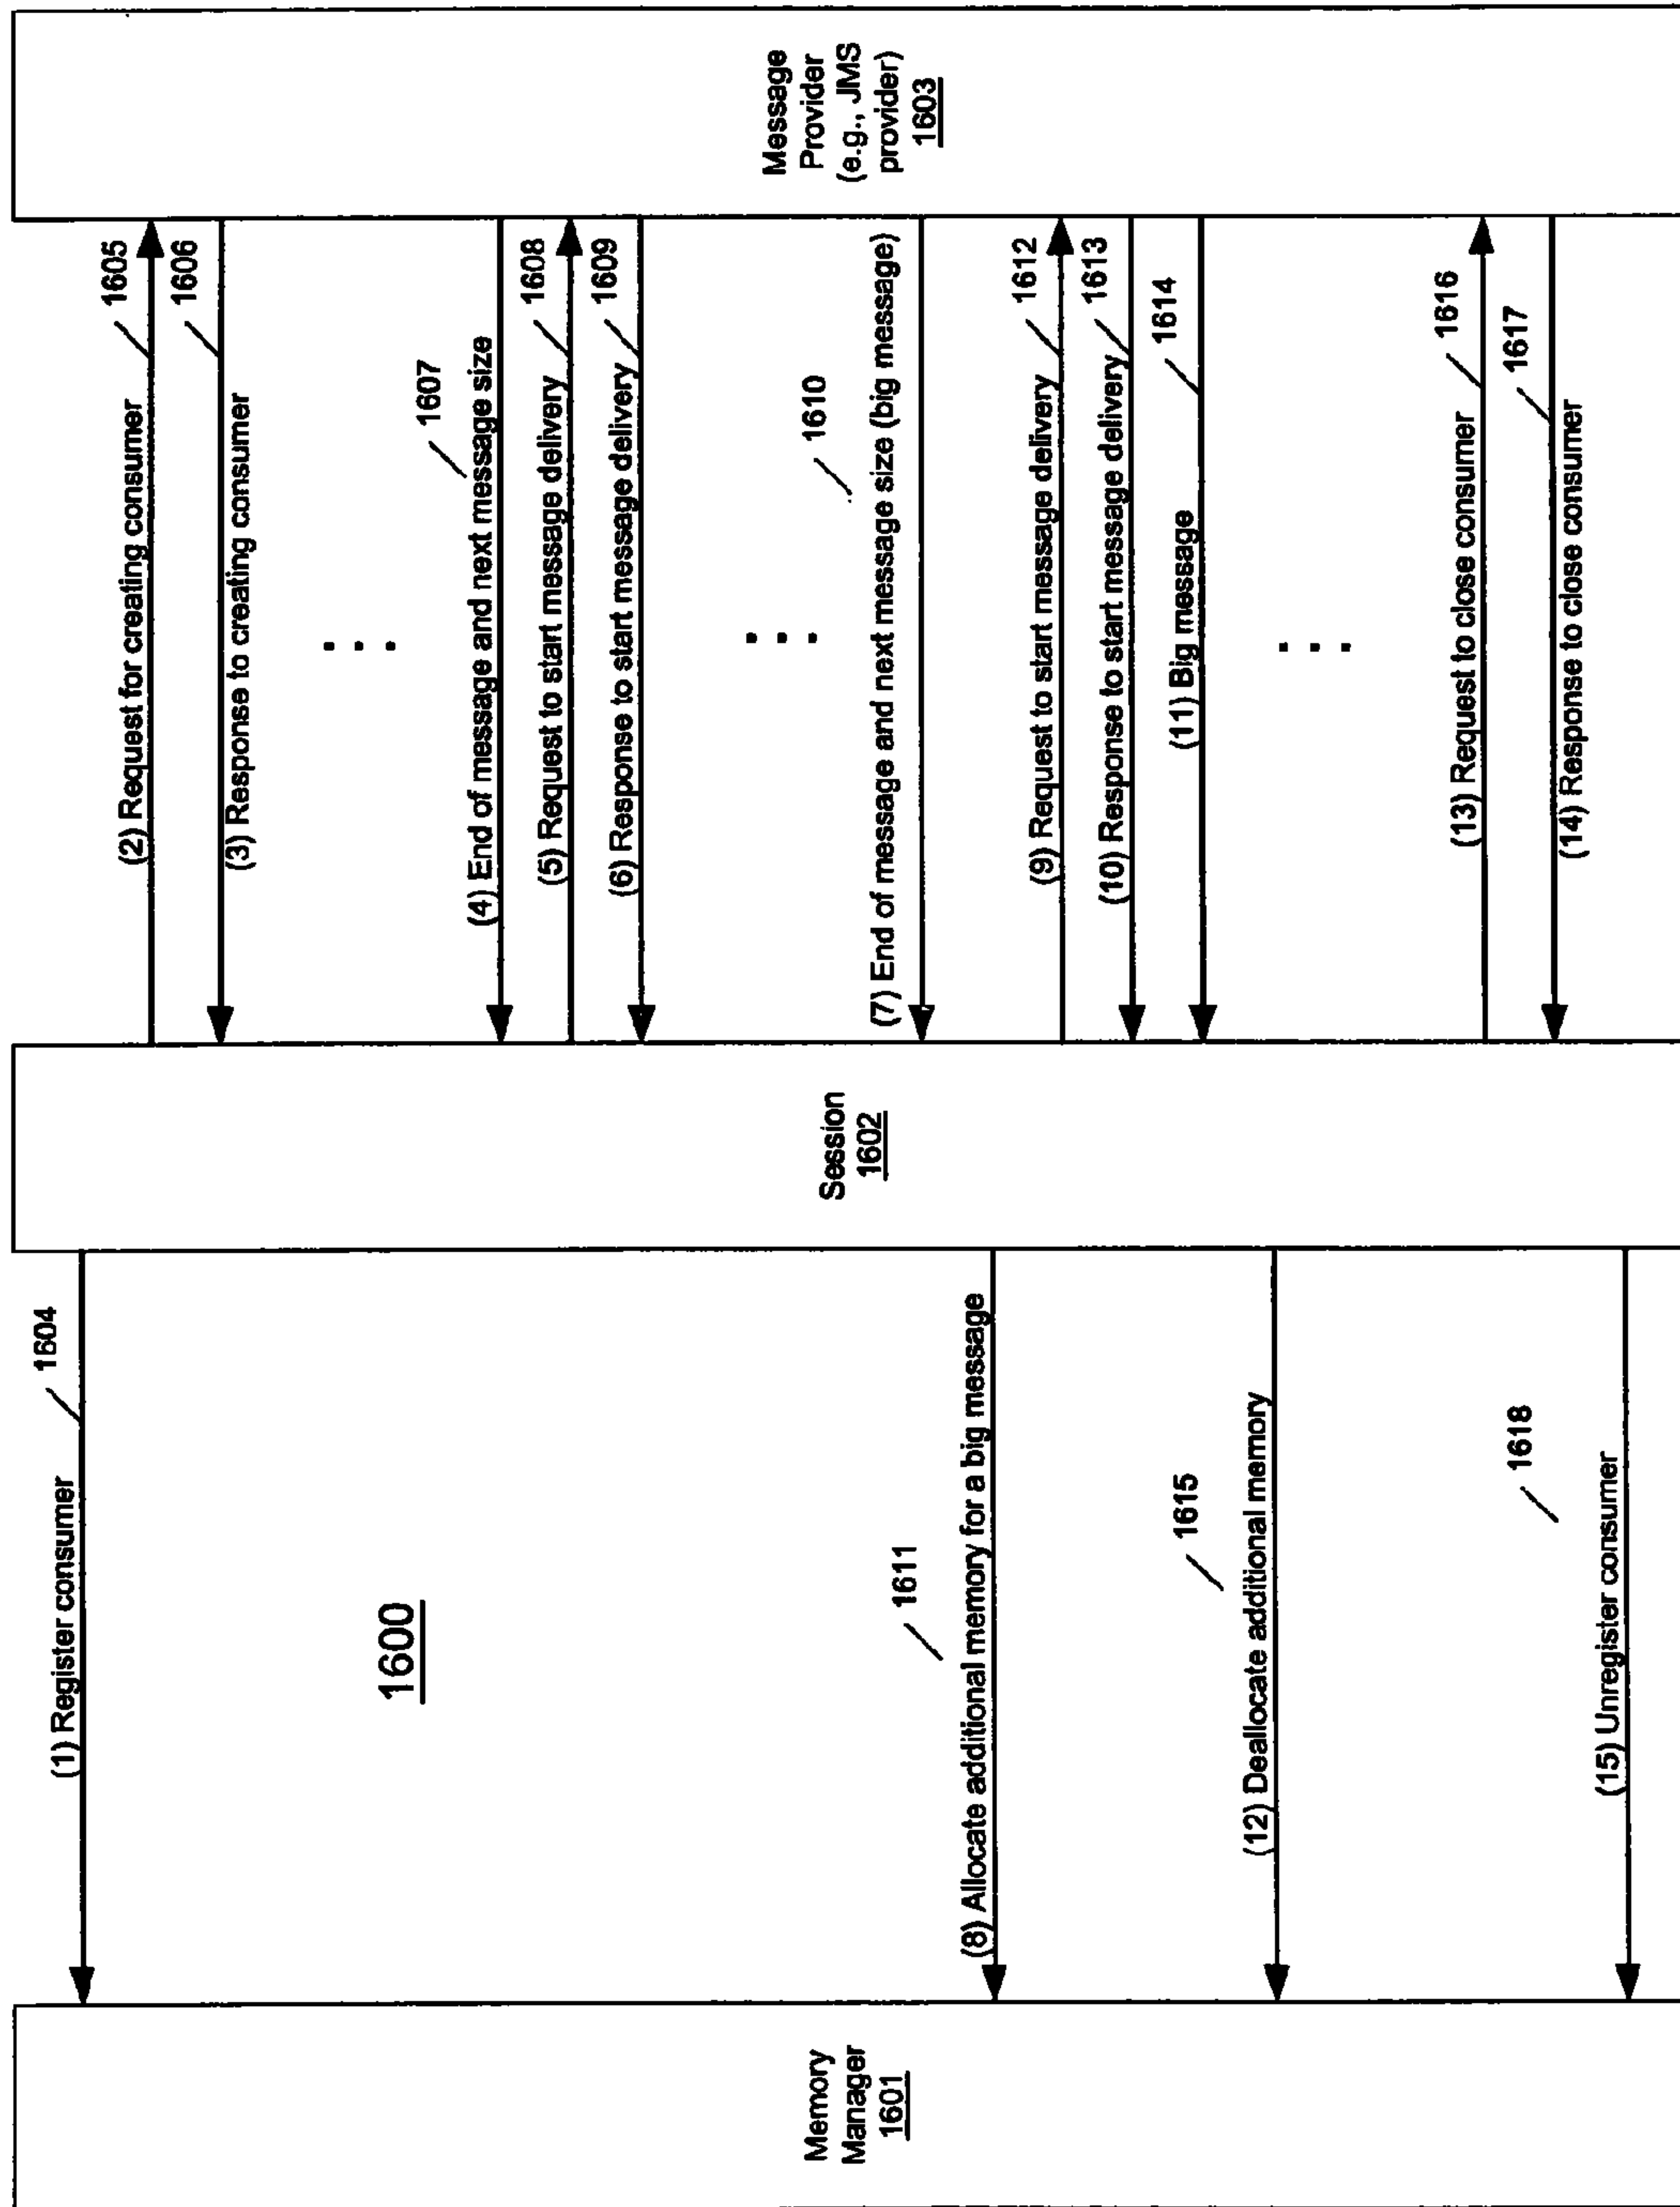 Memory
Manager
1601
Session
1602
Message
Provider
(e.g., JMS
provider)
1603
1600
(1) Register consumer
1604
(2) Request for creating consumer
1605
(3) Response to creating consumer
1606
. . .
(4) End of message and next message size
1607
(5) Request to start message delivery
1608
(6) Response to start message delivery
1609
. . .
(7) End of message and next message size (big message)
1610
(8) Allocate additional memory for a big message
1611
(9) Request to start message delivery
1612
(10) Response to start message delivery
1613
(11) Big message
1614
(12) Deallocate additional memory
1615
. . .
(13) Request to close consumer
1616
(14) Response to close consumer
1617
(15) Unregister consumer
1618